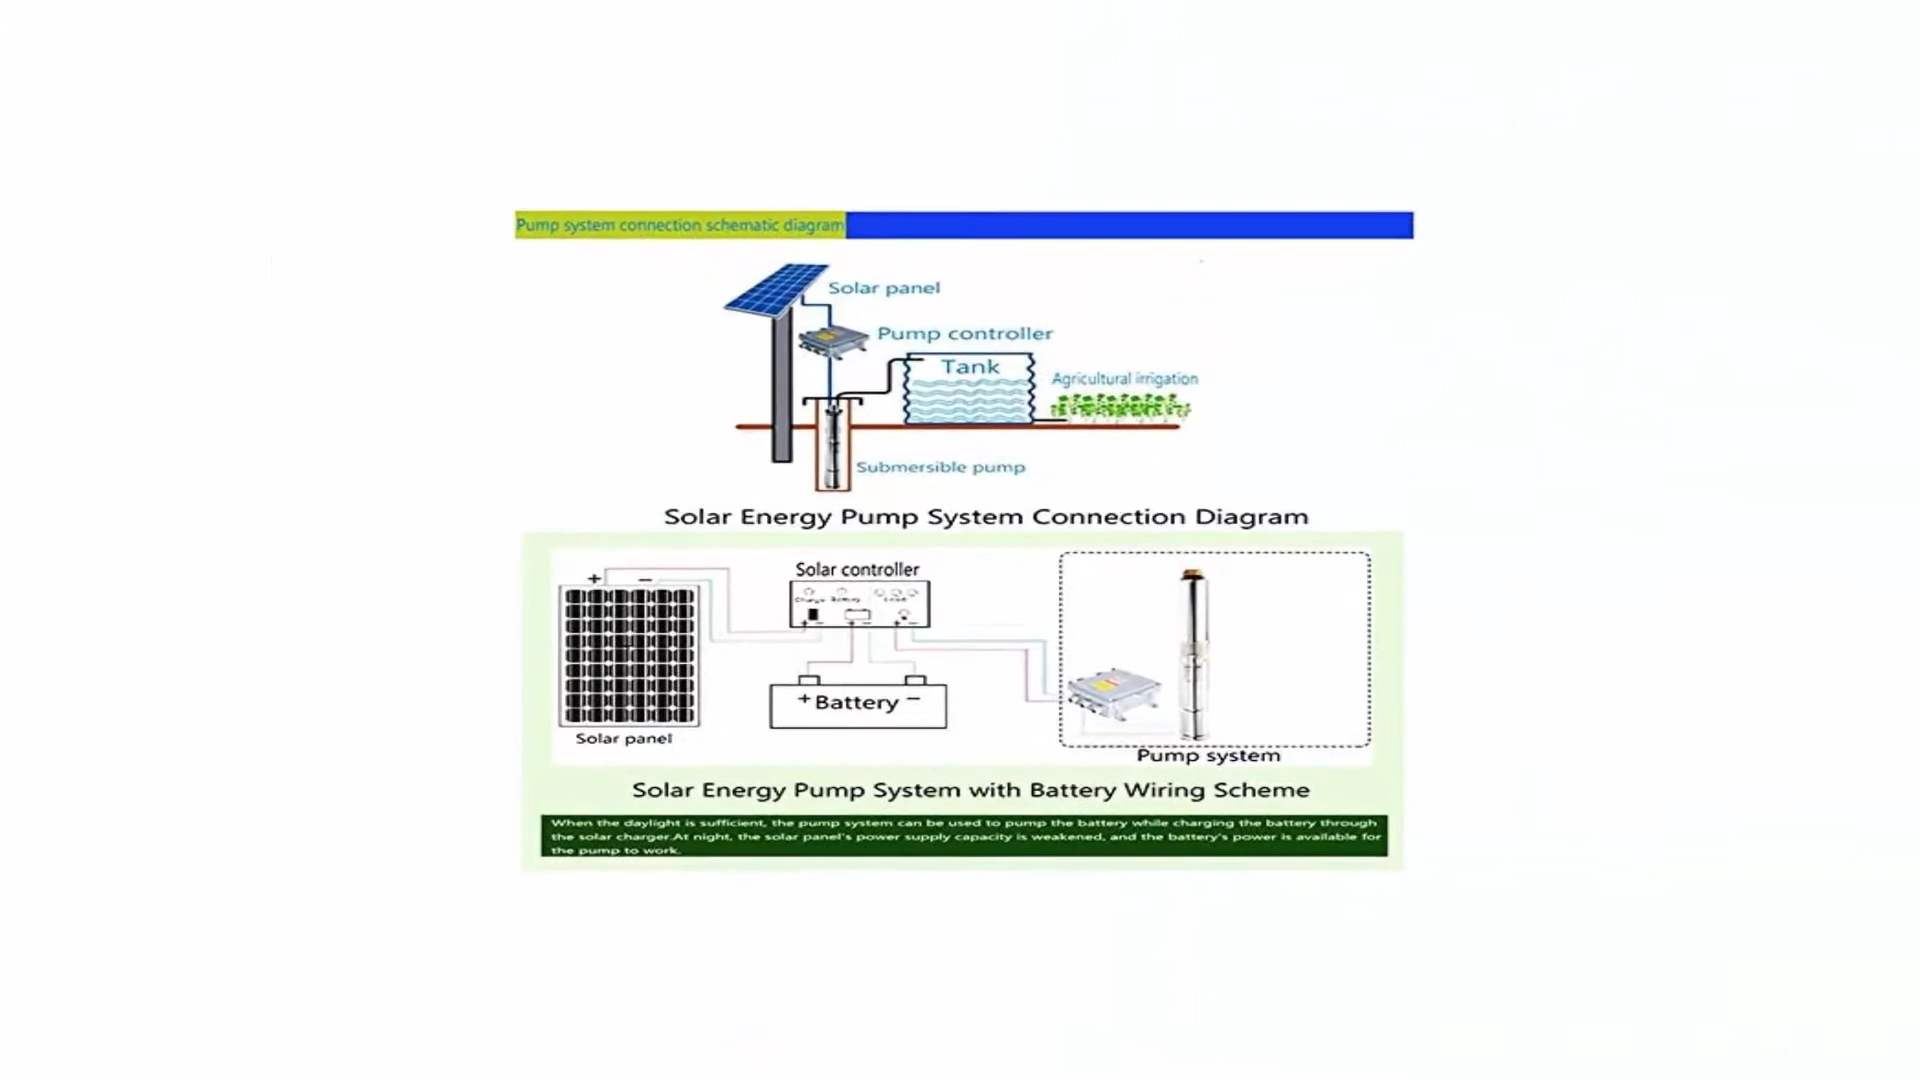 Pump system connection schematic diagram
Solar panel
Pump controller
Tank
Agricultural irrigation
Submersible pump
Solar Energy Pump System Connection Diagram
Solar controller
+ −
Charge Battery Load
+ − + − + −
+ Battery −
Solar panel
Pump system
Solar Energy Pump System with Battery Wiring Scheme
When the daylight is sufficient, the pump system can be used to pump the battery while charging the battery through
the solar charger.At night, the solar panel's power supply capacity is weakened, and the battery's power is available for
the pump to work.